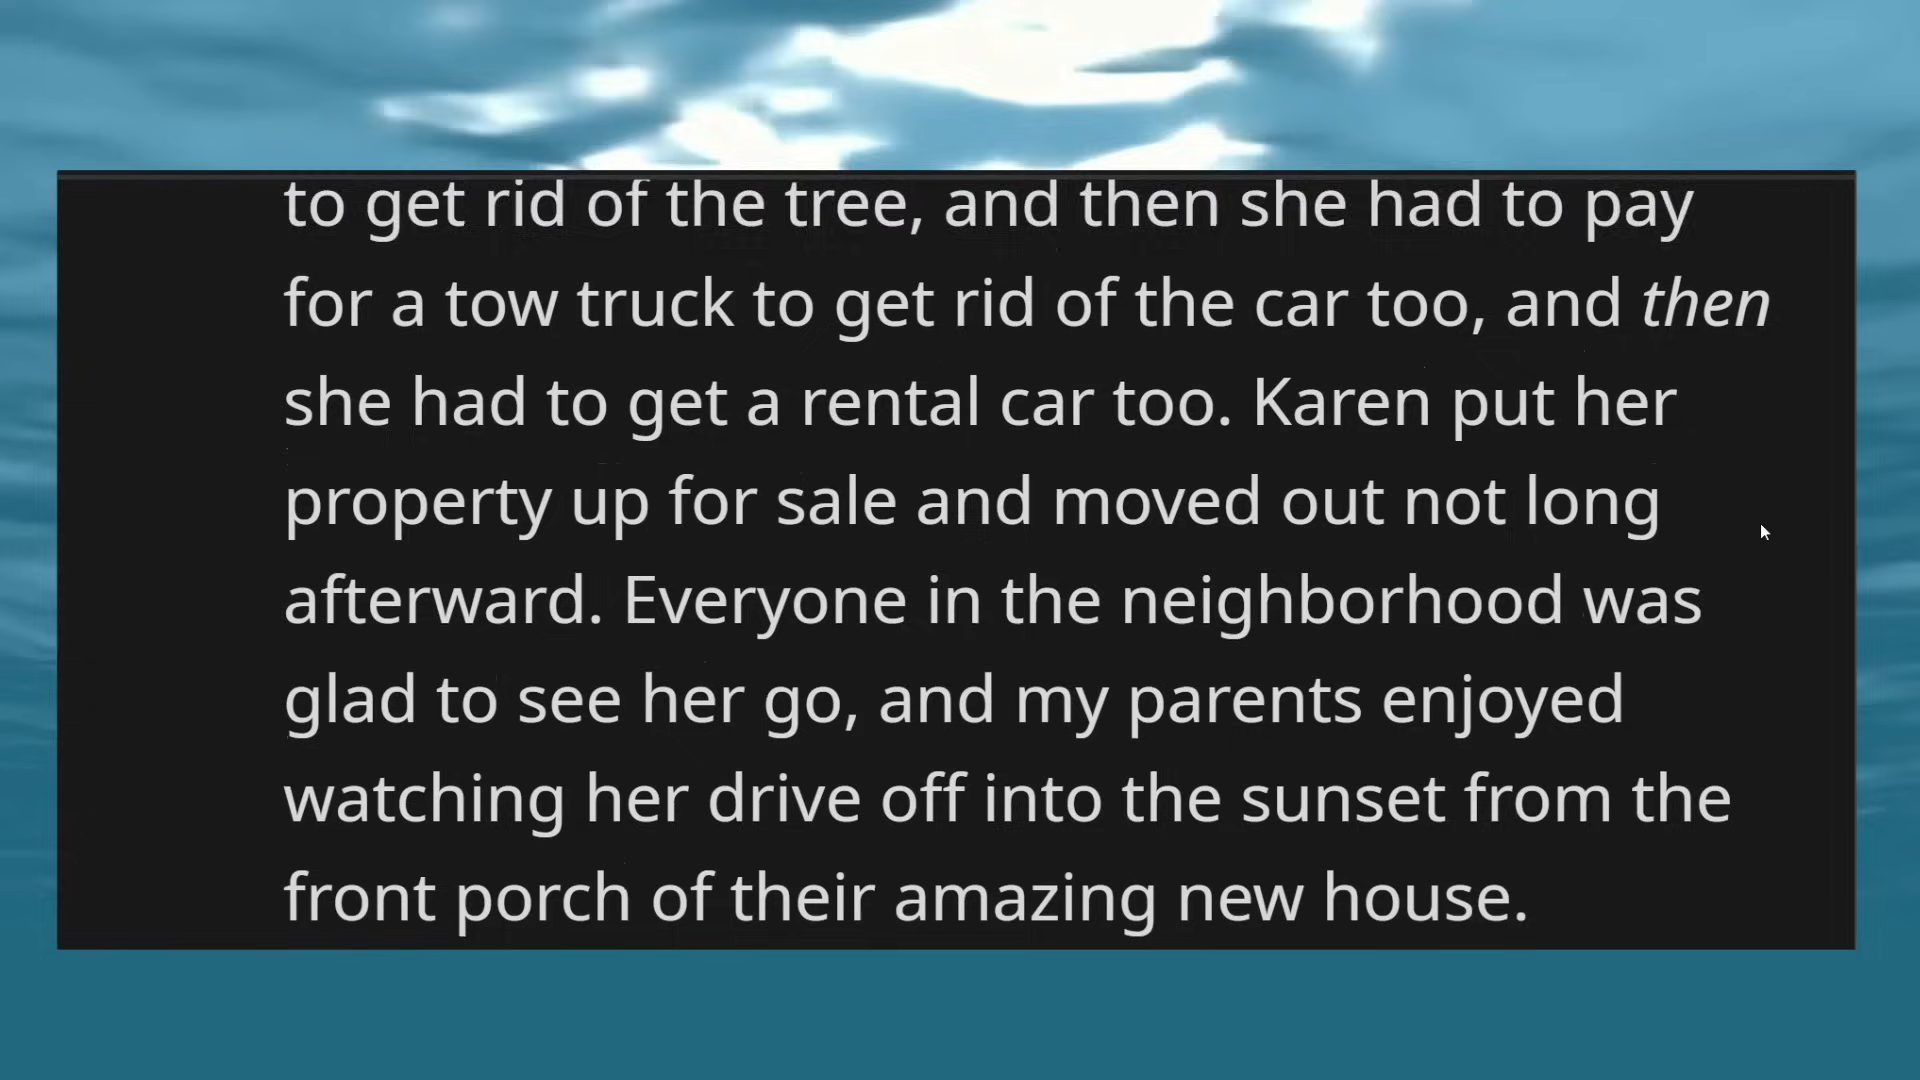 to get rid of the tree, and then she had to pay
for a tow truck to get rid of the car too, and then
she had to get a rental car too. Karen put her
property up for sale and moved out not long
afterward. Everyone in the neighborhood was
glad to see her go, and my parents enjoyed
watching her drive off into the sunset from the
front porch of their amazing new house.